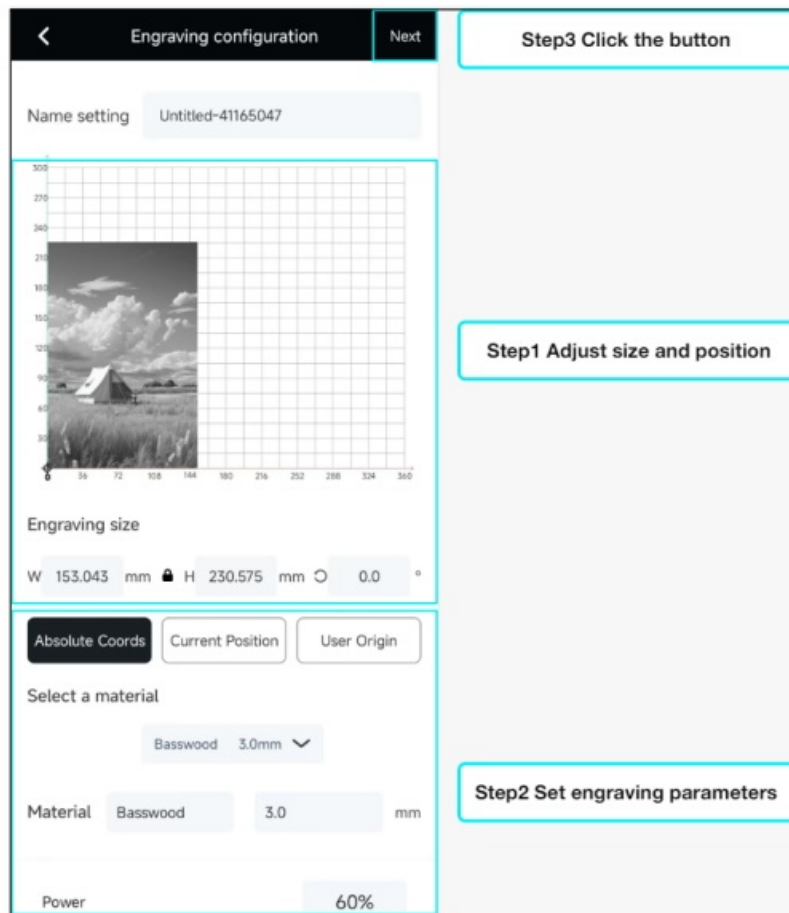 Engraving configuration
Next
Step3 Click the button
Name setting
Untitled-41165047
300
270
240
210
180
150
120
90
60
30
0
36 72 108 144 180 216 252 288 324 360
Step1 Adjust size and position
Engraving size
W 153.043 mm H 230.575 mm 0.0 °
Absolute Coords
Current Position
User Origin
Select a material
Basswood 3.0mm
Step2 Set engraving parameters
Material Basswood 3.0 mm
Power 60%